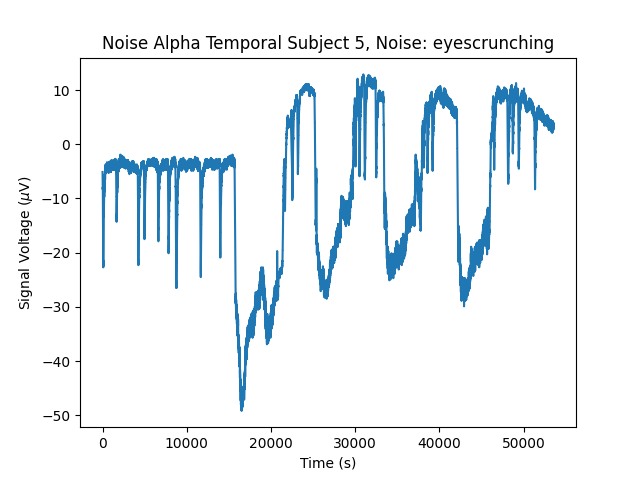 Noise Alpha Temporal Subject 5, Noise: eyescrunching
Signal Voltage (μV)
10
0
−10
−20
−30
−40
−50
0 10000 20000 30000 40000 50000
Time (s)